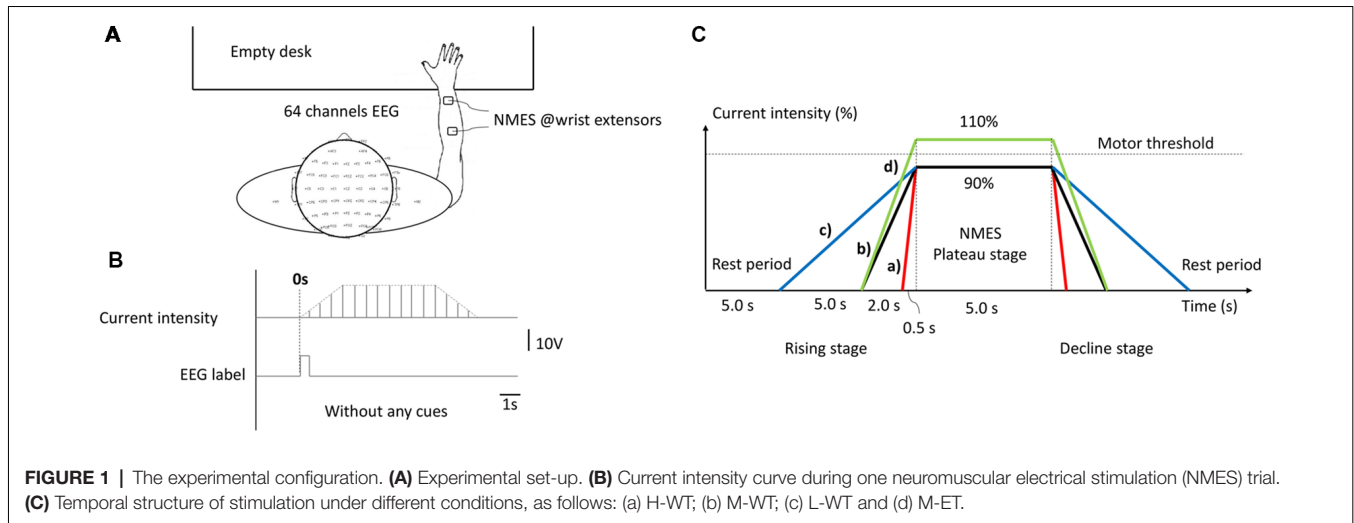 A
Empty desk
64 channels EEG
NMES @wrist extensors
B
0s
Current intensity
10V
EEG label
Without any cues
1s
C
Current intensity (%)
110%
Motor threshold
d)
90%
c)
b)
NMES
Plateau stage
a)
Rest period
Rest period
5.0 s
5.0 s
2.0 s
0.5 s
5.0 s
Time (s)
Rising stage
Decline stage
FIGURE 1 | The experimental configuration. (A) Experimental set-up. (B) Current intensity curve during one neuromuscular electrical stimulation (NMES) trial.
(C) Temporal structure of stimulation under different conditions, as follows: (a) H-WT; (b) M-WT; (c) L-WT and (d) M-ET.